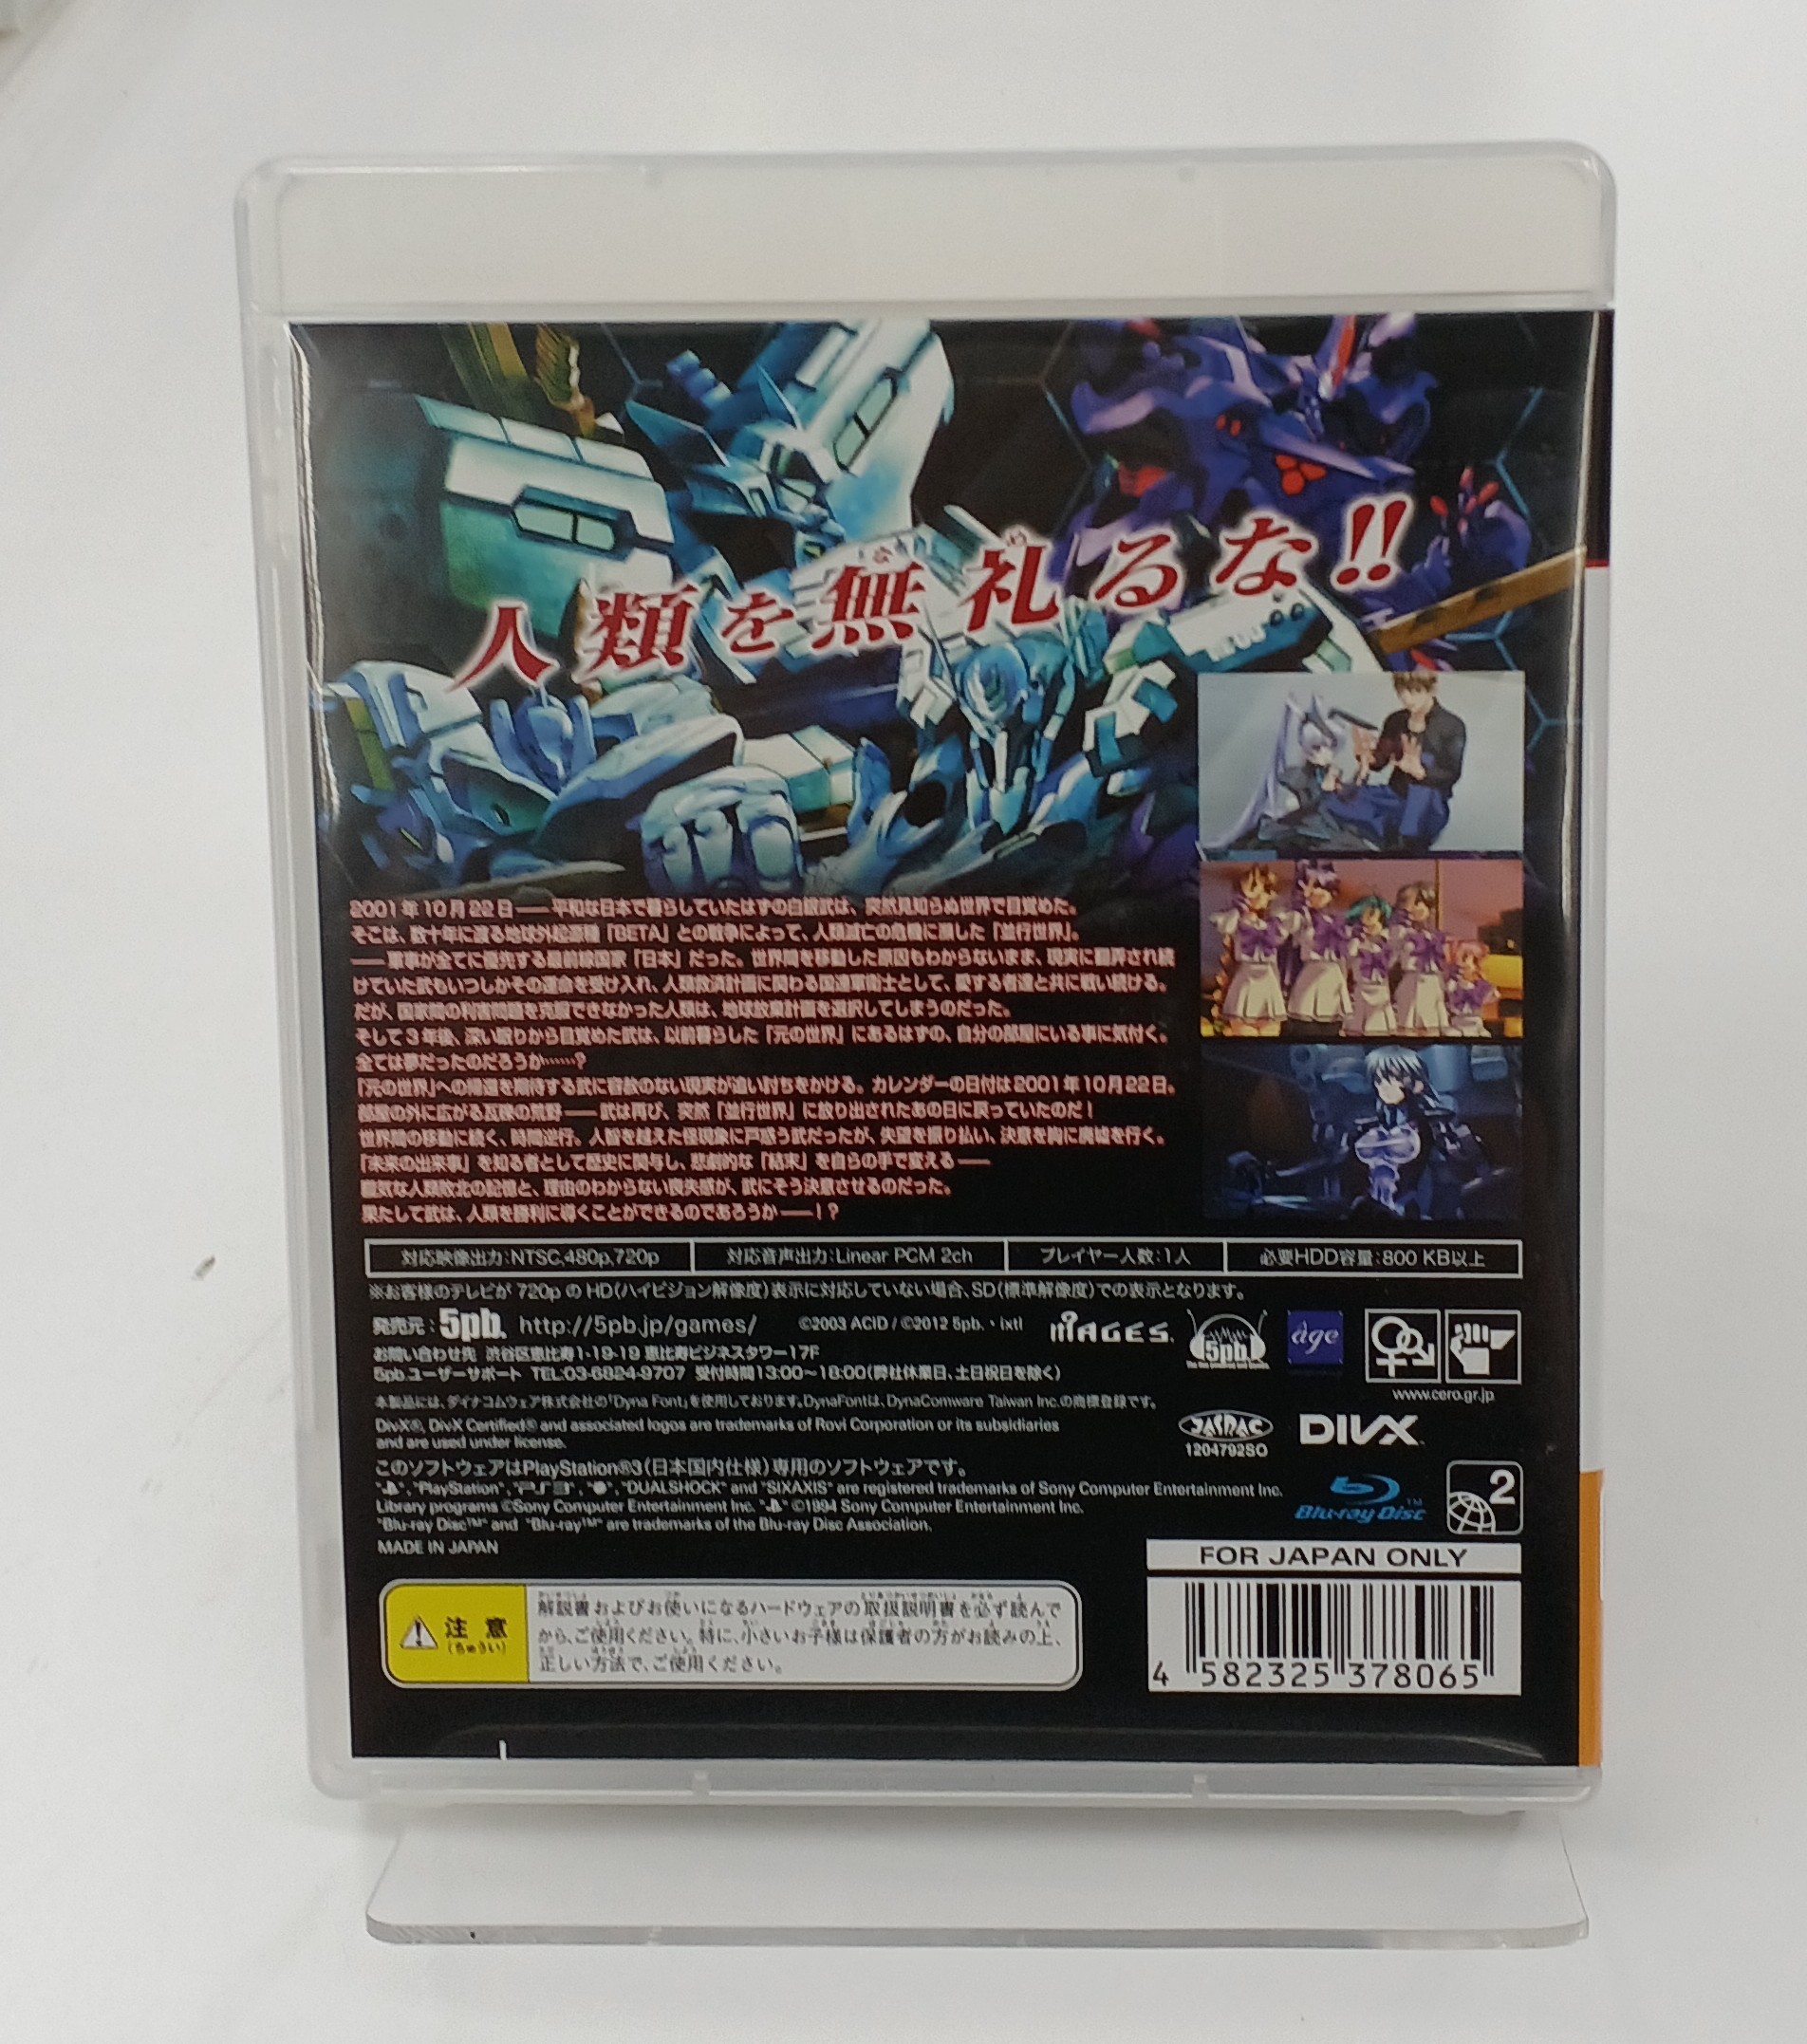 人類を無礼るな!!
2001年10月22日――平和な日本で暮らしていたはずの白銀武は、突然見知らぬ世界で目覚めた。
そこは、数十年に渡る地球外起源種「BETA」との戦争によって、人類滅亡の危機に瀕した「並行世界」。
――軍事が全てに優先する最前線国家「日本」だった。世界間を移動した原因もわからないまま、現実に翻弄され続
けていた武もいつしかその運命を受け入れ、人類救済計画に関わる国連軍衛士として、愛する者達と共に戦い続ける。
だが、国家間の利害問題を克服できなかった人類は、地球放棄計画を選択してしまうのだった。
そして3年後、深い眠りから目覚めた武は、以前暮らした「元の世界」にあるはずの、自分の部屋にいる事に気付く。
全ては夢だったのだろうか……?
「元の世界」への帰還を期待する武に容赦のない現実が追い討ちをかける。カレンダーの日付は2001年10月22日。
部屋の外に広がる瓦礫の荒野――武は再び、突然「並行世界」に放り出されたあの日に戻っていたのだ!
世界間の移動に続く、時間逆行。人智を越えた怪現象に戸惑う武だったが、失望を振り払い、決意を胸に廃墟を行く。
「未来の出来事」を知る者として歴史に関与し、悲劇的な「結末」を自らの手で変える――
朧気な人類敗北の記憶と、理由のわからない喪失感が、武にそう決意させるのだった。
果たして武は、人類を勝利に導くことができるのであろうか――!?
対応映像出力:NTSC,480p,720p 対応音声出力:Linear PCM 2ch プレイヤー人数:1人 必要HDD容量:800 KB以上
※お客様のテレビが720pのHD(ハイビジョン解像度)表示に対応していない場合、SD(標準解像度)での表示となります。
発売元:5pb. http://5pb.jp/games/ ©2003 ACID / ©2012 5pb.・ixtl MAGES. 5pb. âge
お問い合わせ先 渋谷区恵比寿1-19-19 恵比寿ビジネスタワー17F
5pb.ユーザーサポート TEL:03-6824-9707 受付時間13:00~18:00(弊社休業日、土日祝日を除く)
www.cero.gr.jp
本製品には、ダイナコムウェア株式会社の「Dyna Font」を使用しております。DynaFontは、DynaComware Taiwan Inc.の商標登録です。
DivX®, DivX Certified® and associated logos are trademarks of Rovi Corporation or its subsidiaries
and are used under license.
JASRAC DIVX
1204792SO
このソフトウェアはPlayStation®3(日本国内仕様)専用のソフトウェアです。
"PlayStation", "PS3", "DUALSHOCK" and "SIXAXIS" are registered trademarks of Sony Computer Entertainment Inc.
Library programs ©Sony Computer Entertainment Inc. ©1994 Sony Computer Entertainment Inc.
"Blu-ray Disc™" and "Blu-ray™" are trademarks of the Blu-ray Disc Association.
Blu-ray Disc™ 2
MADE IN JAPAN
FOR JAPAN ONLY
注意
(ちゅうい)
解説書およびお使いになるハードウェアの取扱説明書を必ず読んで
から、ご使用ください。特に、小さいお子様は保護者の方がお読みの上、
正しい方法で、ご使用ください。
4 582325 378065